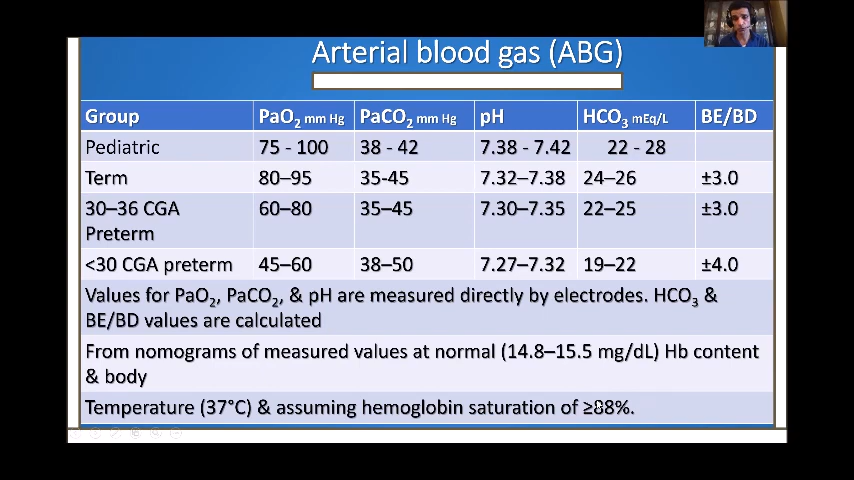 Arterial blood gas (ABG)
Group PaO2 mm Hg PaCO2 mm Hg pH HCO3 mEq/L BE/BD
Pediatric 75 - 100 38 - 42 7.38 - 7.42 22 - 28
Term 80–95 35-45 7.32–7.38 24–26 ±3.0
30–36 CGA 60–80 35–45 7.30–7.35 22–25 ±3.0
Preterm
<30 CGA preterm 45–60 38–50 7.27–7.32 19–22 ±4.0
Values for PaO2, PaCO2, & pH are measured directly by electrodes. HCO3 &
BE/BD values are calculated
From nomograms of measured values at normal (14.8–15.5 mg/dL) Hb content
& body
Temperature (37°C) & assuming hemoglobin saturation of ≥88%.